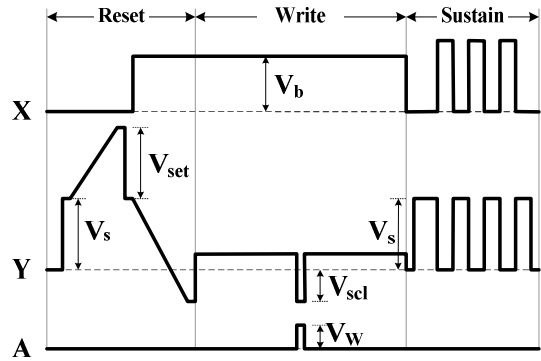 Reset Write Sustain
X
Vb
Vset
Vs
Vs
Y
Vscl
VW
A